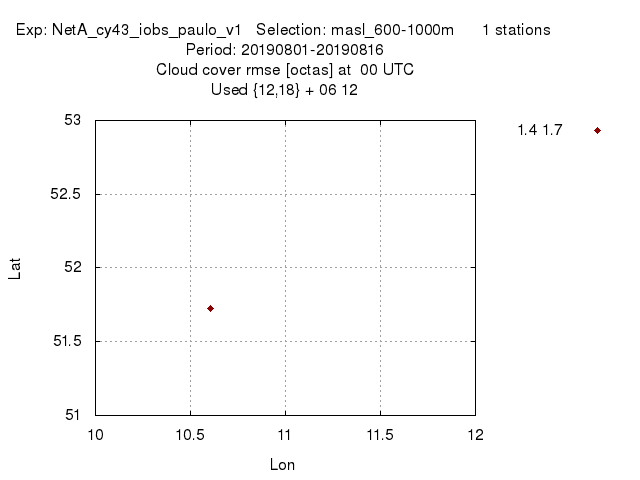 Exp: NetA_cy43_iobs_paulo_v1   Selection: masl_600-1000m      1 stations
Period: 20190801-20190816
Cloud cover rmse [octas] at  00 UTC
Used {12,18} + 06 12
1.4 1.7
53
52.5
52
51.5
51
Lat
10 10.5 11 11.5 12
Lon